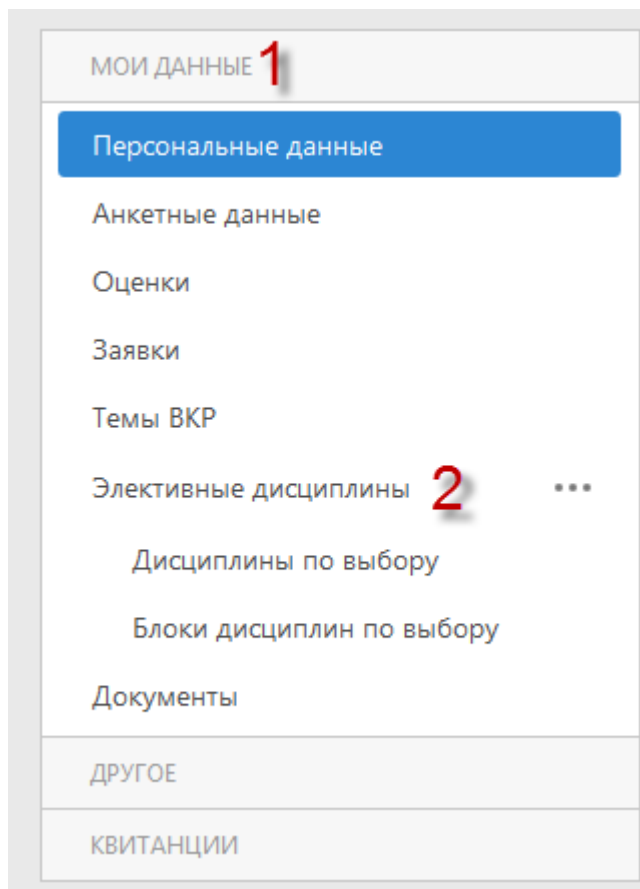 МОИ ДАННЫЕ 1
Персональные данные
Анкетные данные
Оценки
Заявки
Темы ВКР
Элективные дисциплины 2 •••
Дисциплины по выбору
Блоки дисциплин по выбору
Документы
ДРУГОЕ
КВИТАНЦИИ